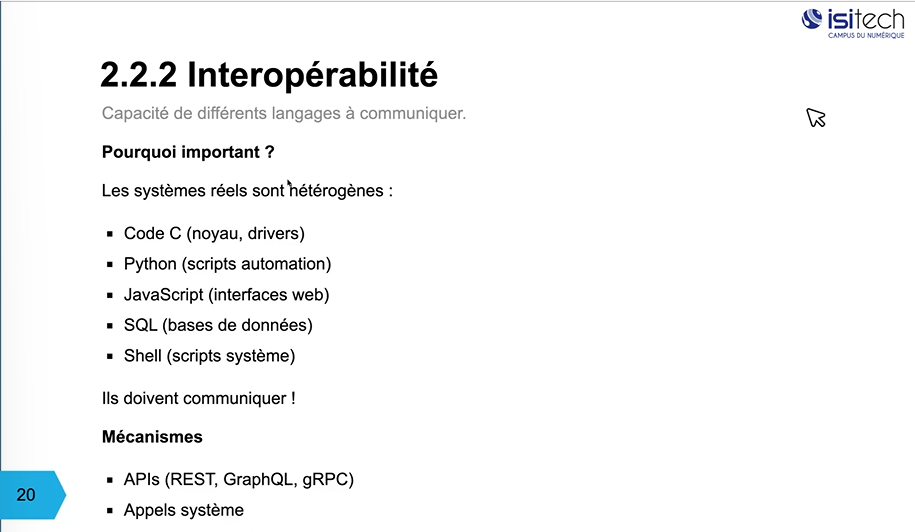 isitech
CAMPUS DU NUMÉRIQUE
2.2.2 Interopérabilité
Capacité de différents langages à communiquer.
Pourquoi important ?
Les systèmes réels sont hétérogènes :
▪ Code C (noyau, drivers)
▪ Python (scripts automation)
▪ JavaScript (interfaces web)
▪ SQL (bases de données)
▪ Shell (scripts système)
Ils doivent communiquer !
Mécanismes
▪ APIs (REST, GraphQL, gRPC)
▪ Appels système
20